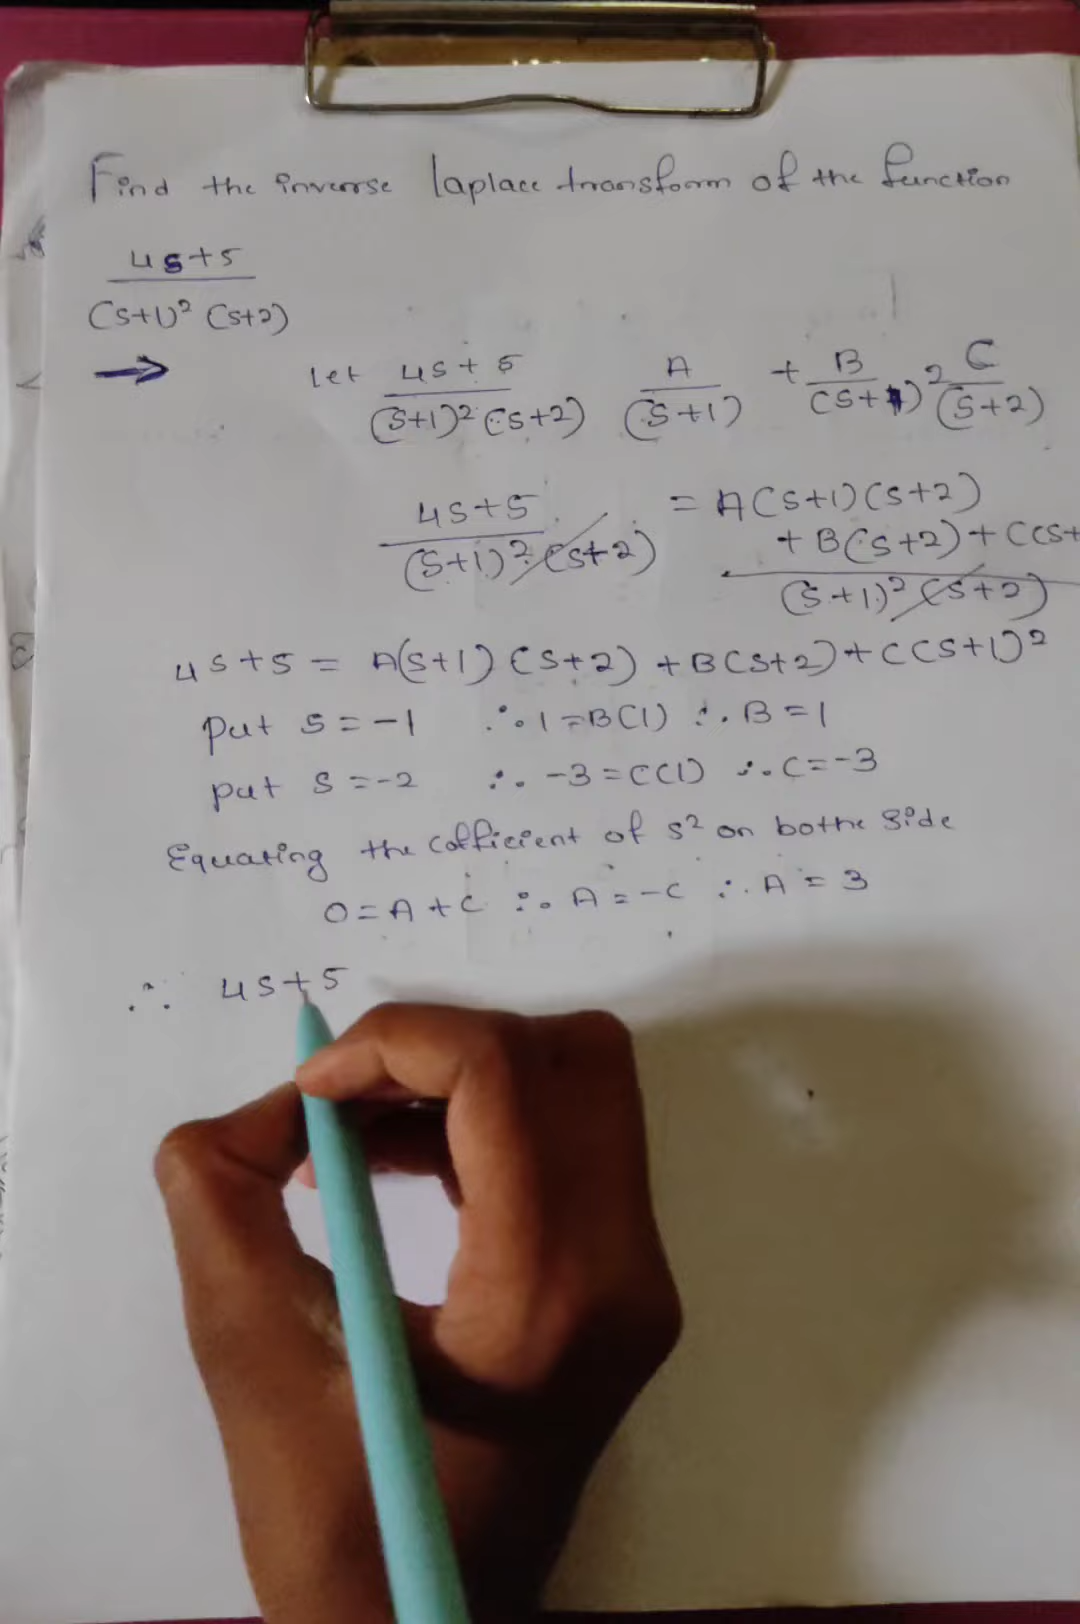 Find the inverse laplace transform of the function
4s+5
(s+1)² (s+2)
→ let 4s+5 A + B C
(s+1)² (s+2) (s+1) (s+1)² (s+2)
4s+5 = A(s+1)(s+2)
+ B(s+2) + C(s+
(s+1)² (s+2) (s+1)² (s+2)
4s+5 = A(s+1) (s+2) + B(s+2) + C(s+1)²
put s=-1 ∴ 1=B(1) ∴ B=1
put s=-2 ∴ -3=C(1) ∴ C=-3
Equating the cofficient of s² on bothe side
0=A+C ∴ A=-C ∴ A=3
∴ 4s+5